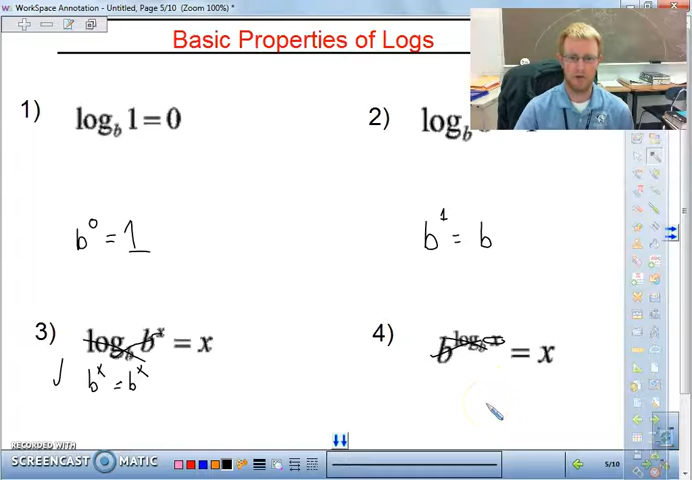 WorkSpace Annotation - Untitled, Page 5/10 (Zoom 100%) *
Basic Properties of Logs
1) log_b 1 = 0
2) log_b
b^0 = 1
b^1 = b
3) log_b b^x = x
4) b^(log_b x) = x
b^x = b^x
RECORDED WITH
SCREENCAST O MATIC
5/10